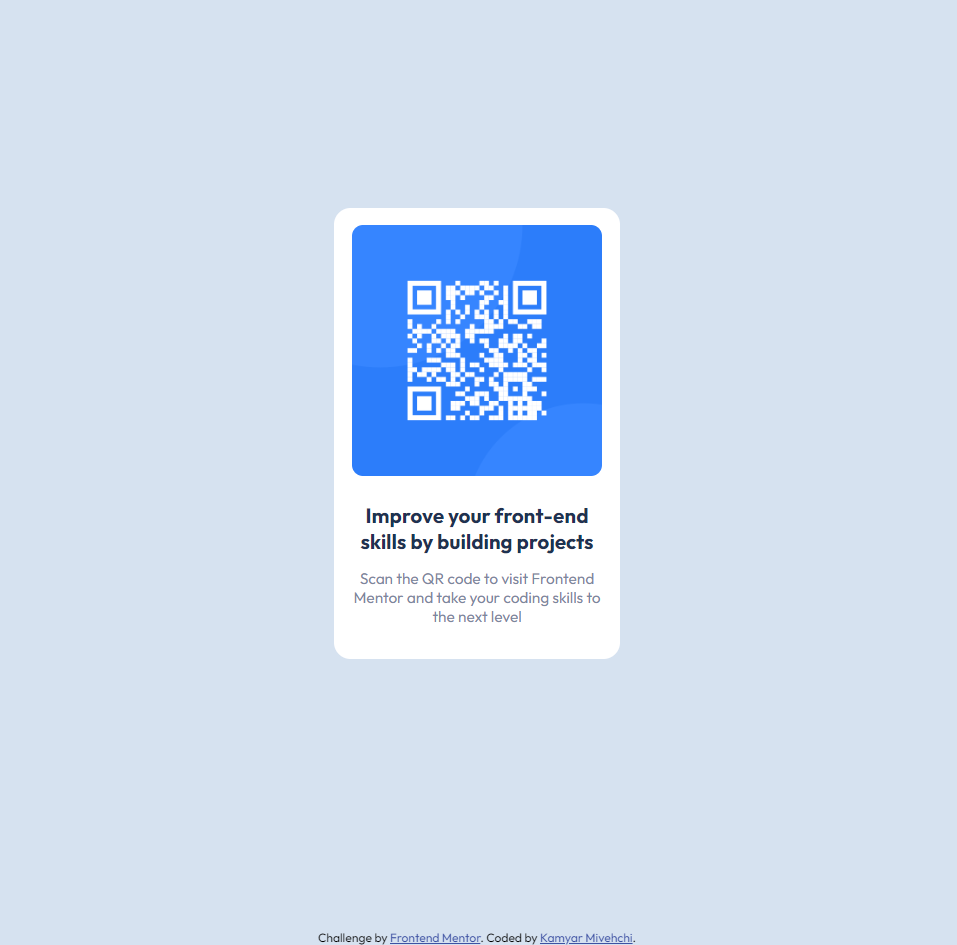 Improve your front-end
skills by building projects
Scan the QR code to visit Frontend
Mentor and take your coding skills to
the next level
Challenge by Frontend Mentor. Coded by Kamyar Mivehchi.